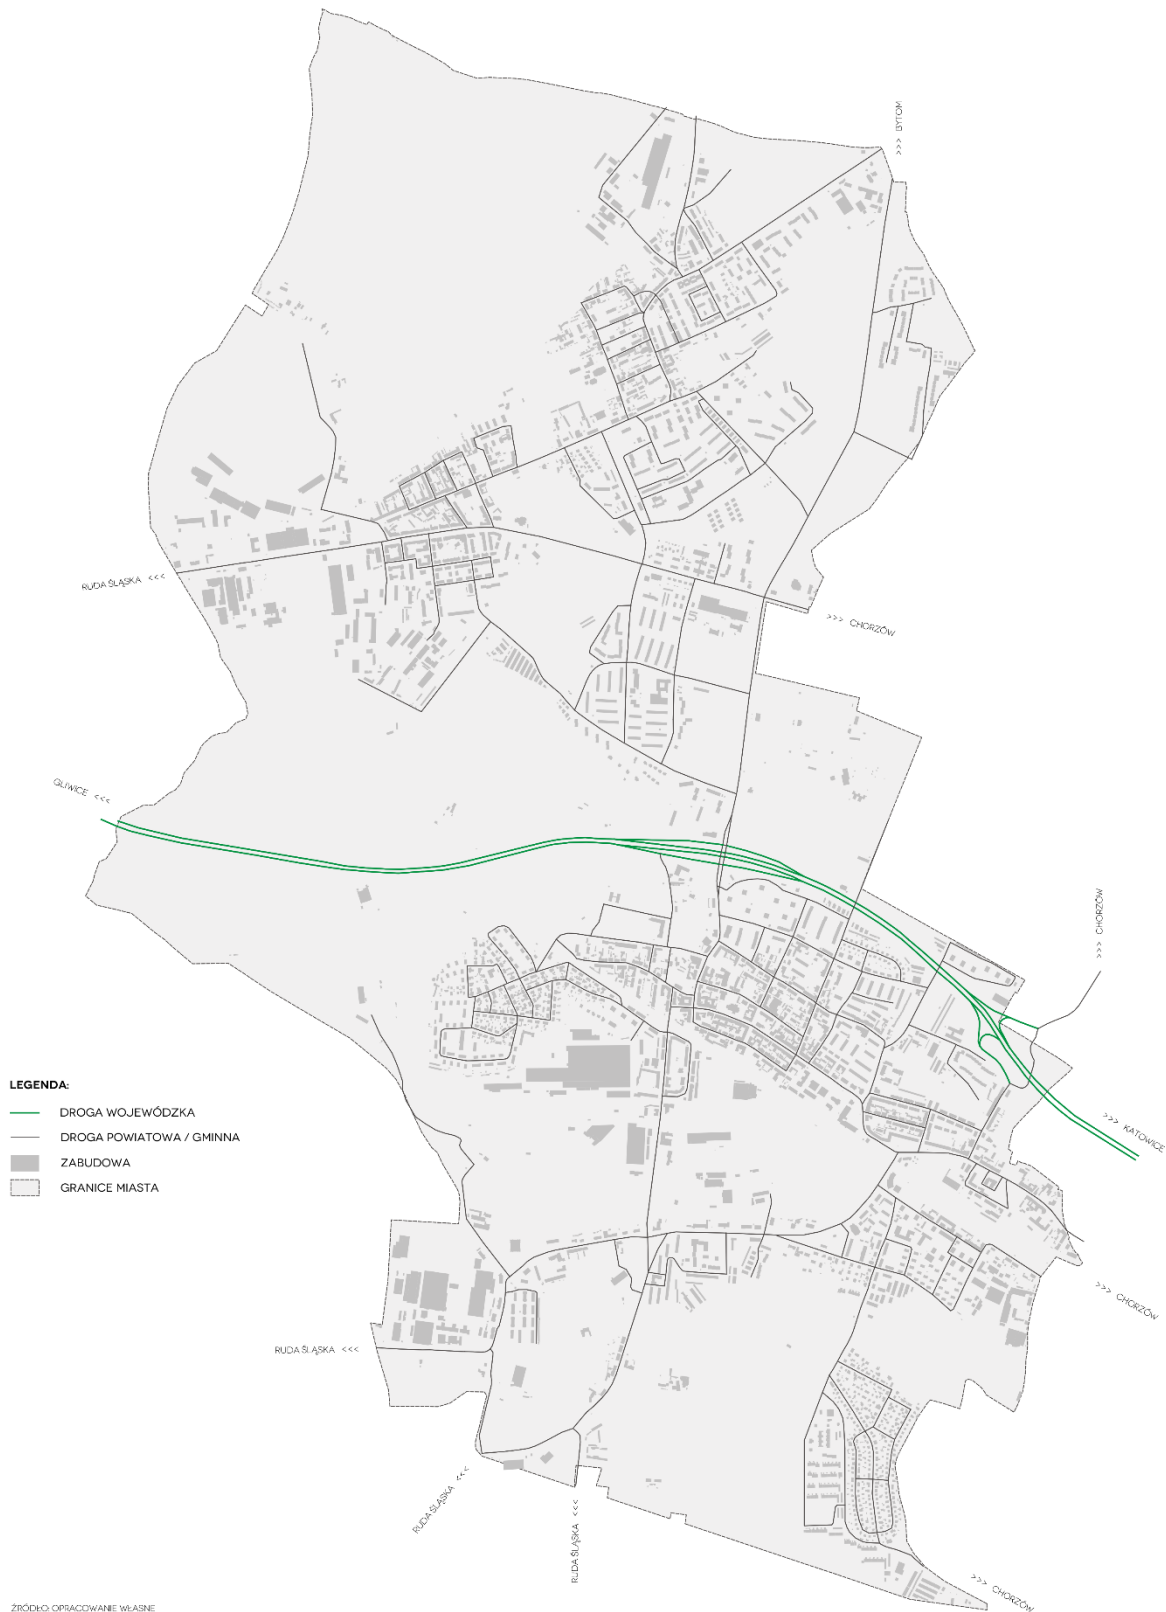 >>> BYTOM
RUDA ŚLĄSKA <<<
>>> CHORZÓW
GLIWICE <<<
>>> CHORZÓW
LEGENDA:
DROGA WOJEWÓDZKA
DROGA POWIATOWA / GMINNA
ZABUDOWA
GRANICE MIASTA
>>> KATOWICE
>>> CHORZÓW
RUDA ŚLĄSKA <<<
RUDA ŚLĄSKA <<<
RUDA ŚLĄSKA <<<
>>> CHORZÓW
ŹRÓDŁO: OPRACOWANIE WŁASNE